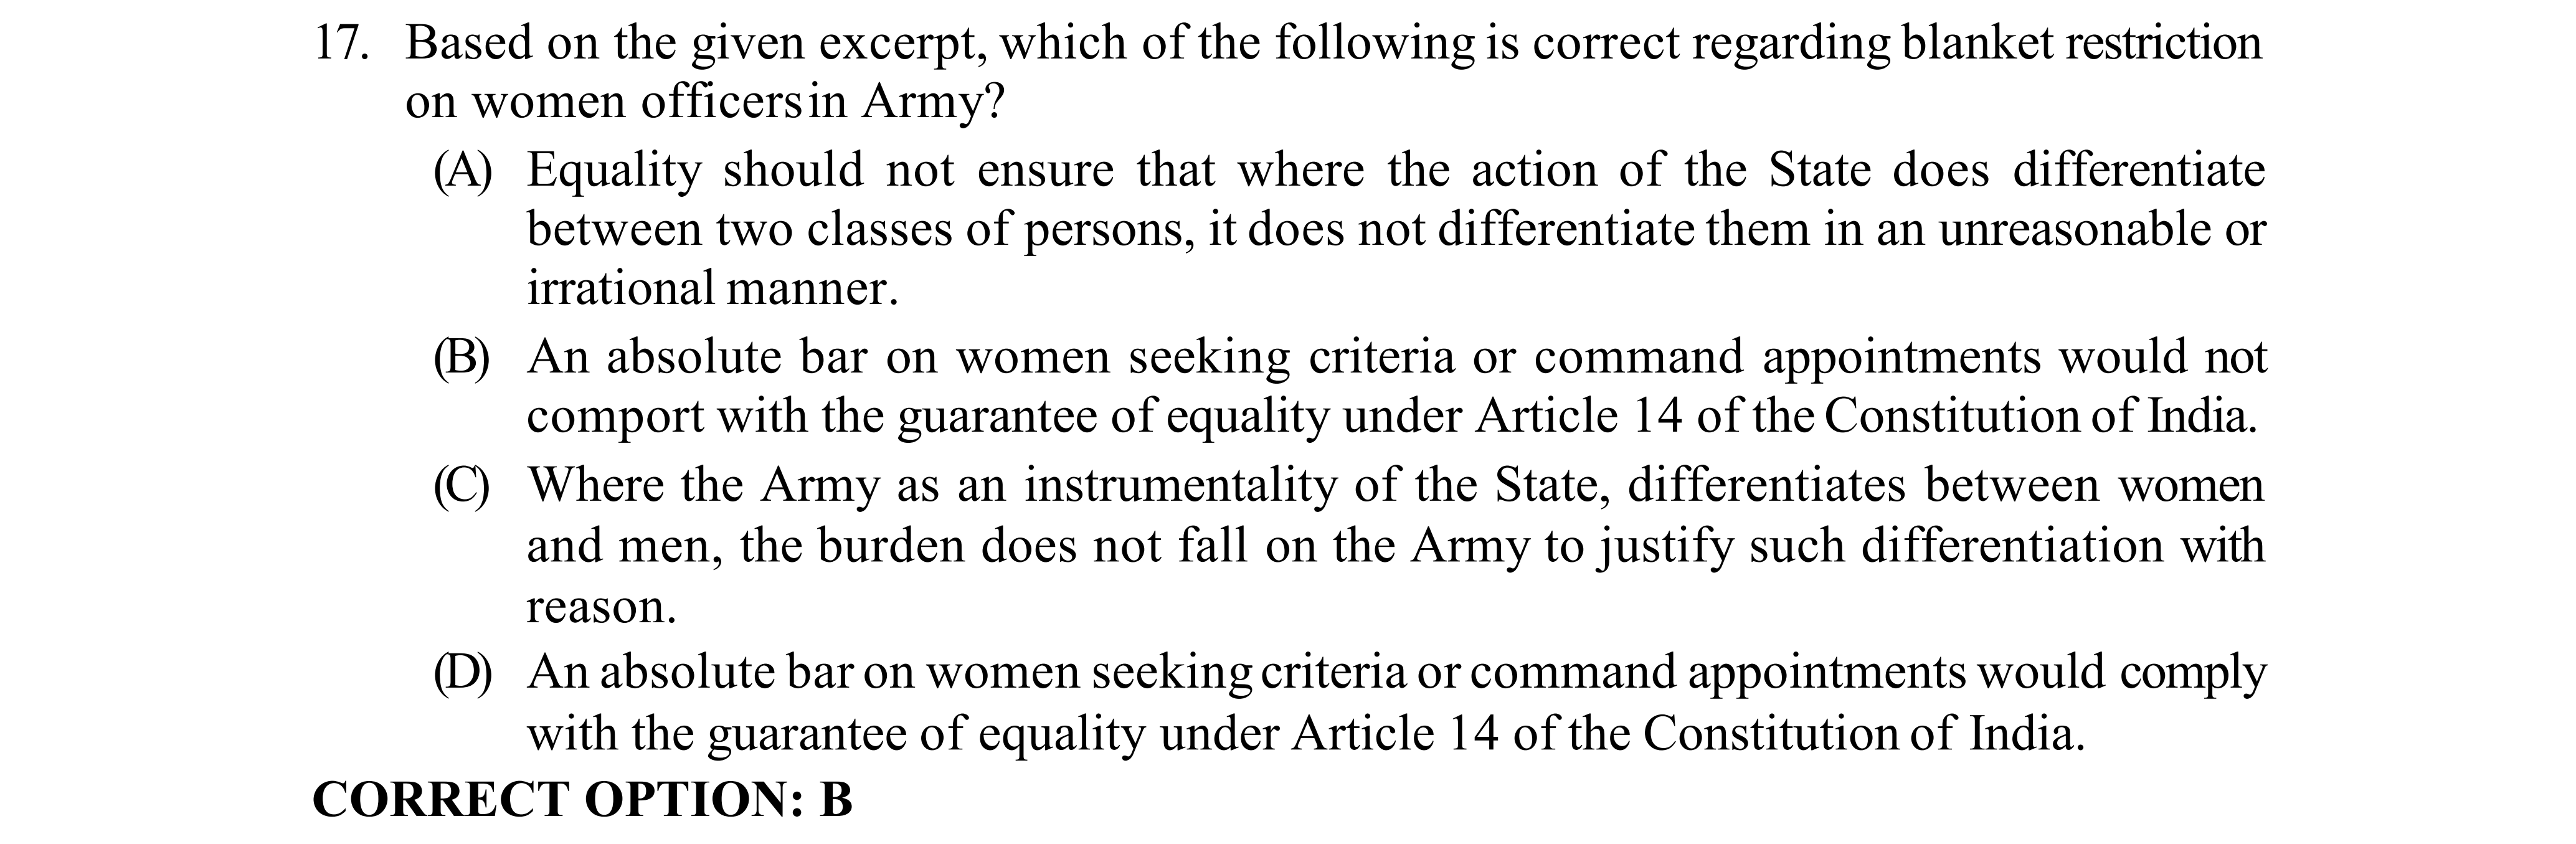 17. Based on the given excerpt, which of the following is correct regarding blanket restriction
on women officersin Army?
(A) Equality should not ensure that where the action of the State does differentiate
between two classes of persons, it does not differentiate them in an unreasonable or
irrational manner.
(B) An absolute bar on women seeking criteria or command appointments would not
comport with the guarantee of equality under Article 14 of the Constitution of India.
(C) Where the Army as an instrumentality of the State, differentiates between women
and men, the burden does not fall on the Army to justify such differentiation with
reason.
(D) An absolute bar on women seeking criteria or command appointments would comply
with the guarantee of equality under Article 14 of the Constitution of India.
CORRECT OPTION: B